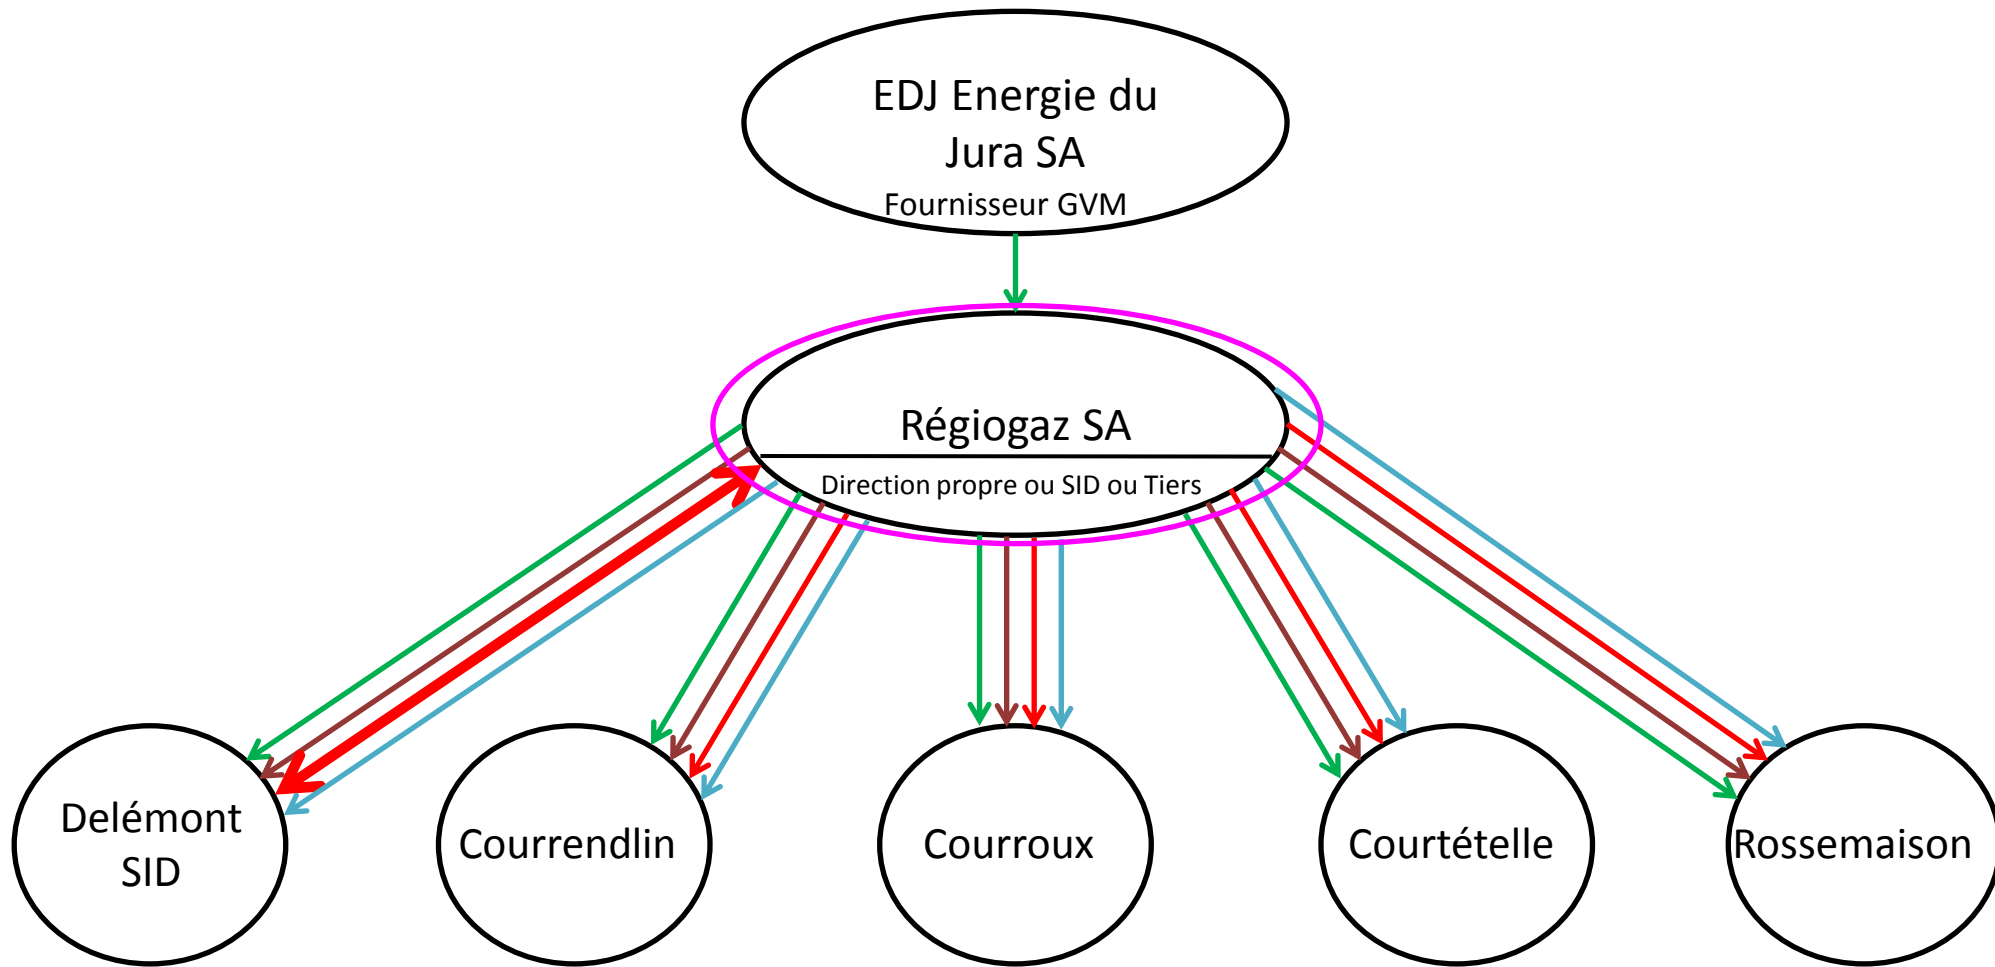 EDJ Energie du
Jura SA
Fournisseur GVM
Régiogaz SA
Direction propre ou SID ou Tiers
Delémont
SID
Courrendlin
Courroux
Courtételle
Rossemaison